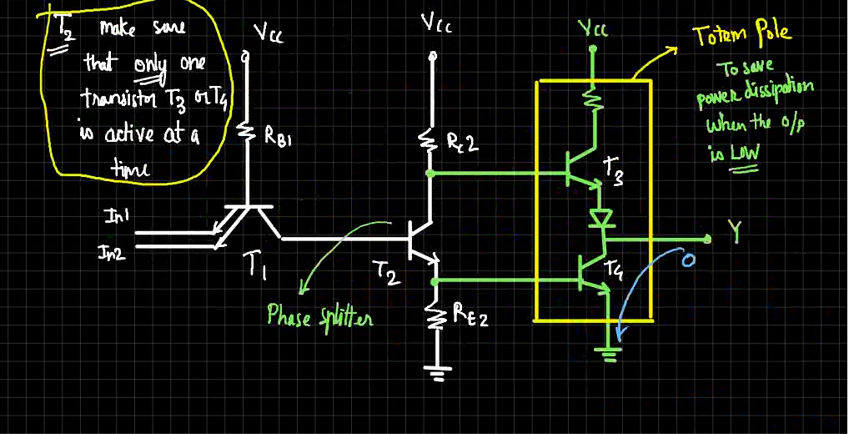 T2 make sure
that only one
transistor T3 or T4
is active at a
time
Vcc
Vcc
Vcc
Totem Pole
To save
power dissipation
when the o/p
is LOW
RB1
Rc2
T3
In1
In2
T1
T2
T4
Y
0
Phase splitter
RE2